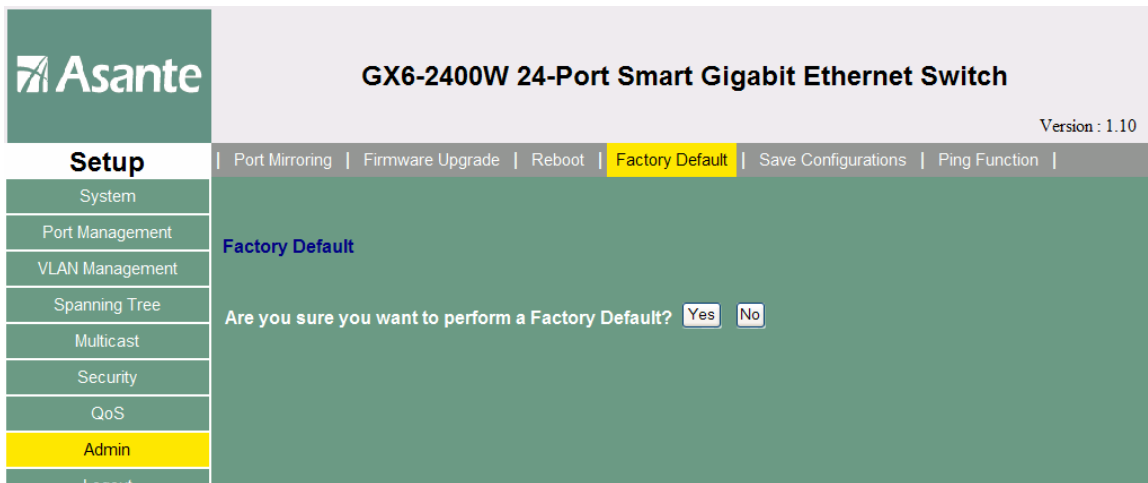 Asante
GX6-2400W 24-Port Smart Gigabit Ethernet Switch
Version : 1.10
Setup
| Port Mirroring | Firmware Upgrade | Reboot | Factory Default | Save Configurations | Ping Function |
System
Port Management
VLAN Management
Spanning Tree
Multicast
Security
QoS
Admin
Factory Default
Are you sure you want to perform a Factory Default? Yes No